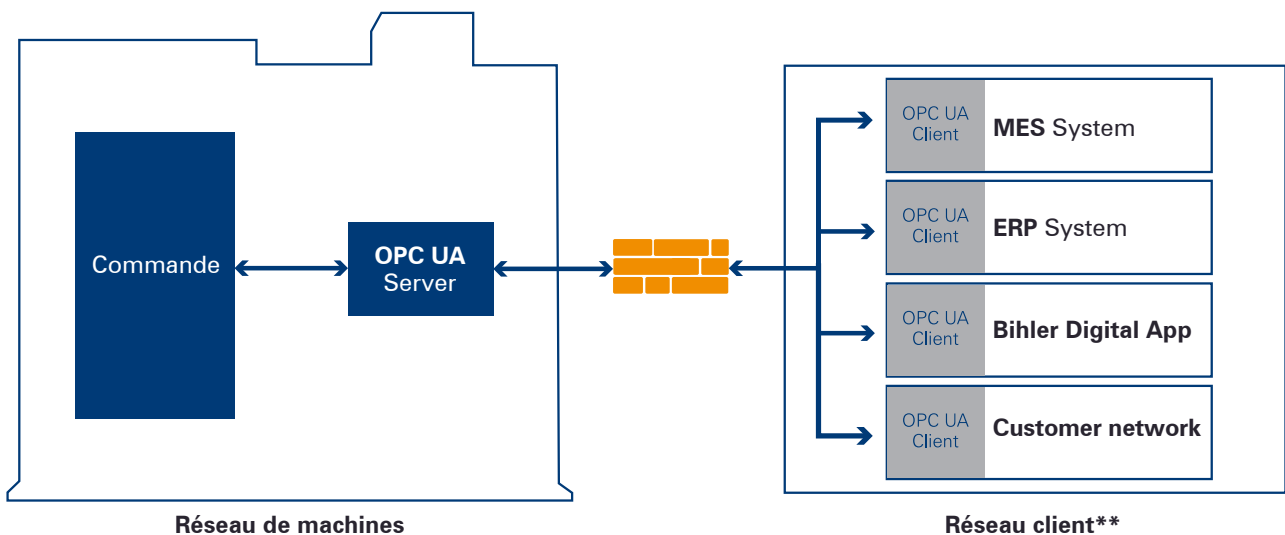 Commande
OPC UA
Server
OPC UA
Client
MES System
OPC UA
Client
ERP System
OPC UA
Client
Bihler Digital App
OPC UA
Client
Customer network
Réseau de machines
Réseau client**